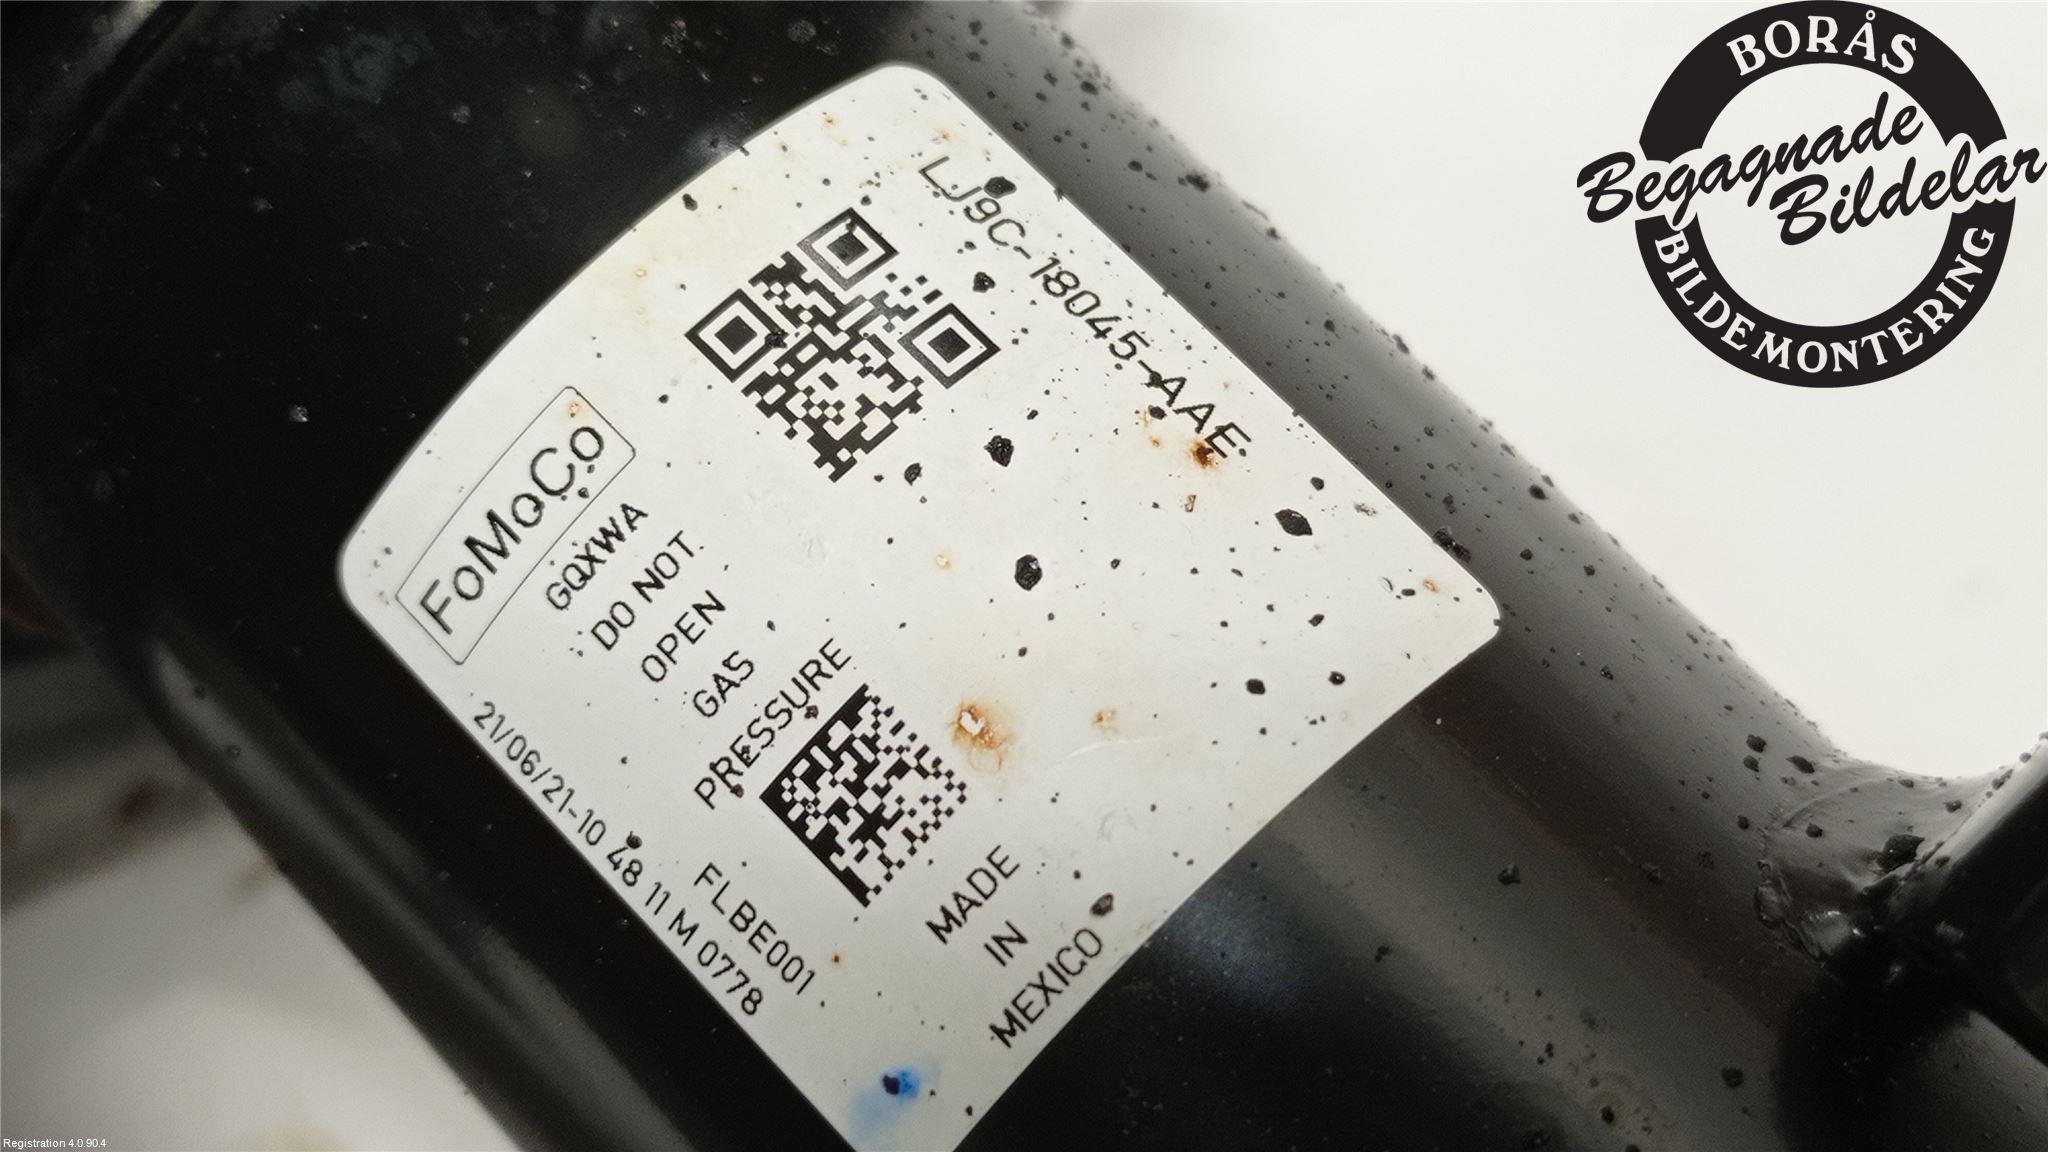 LJ9C-18045-AAE
FoMoCo
GQXWA
DO NOT
OPEN
GAS
PRESSURE
21/06/21-10 48 11 M 0778
FLBE001
MADE
IN
MEXICO
BORÅS
Begagnade
Bildelar
BILDEMONTERING
Registration 4.0.90.4